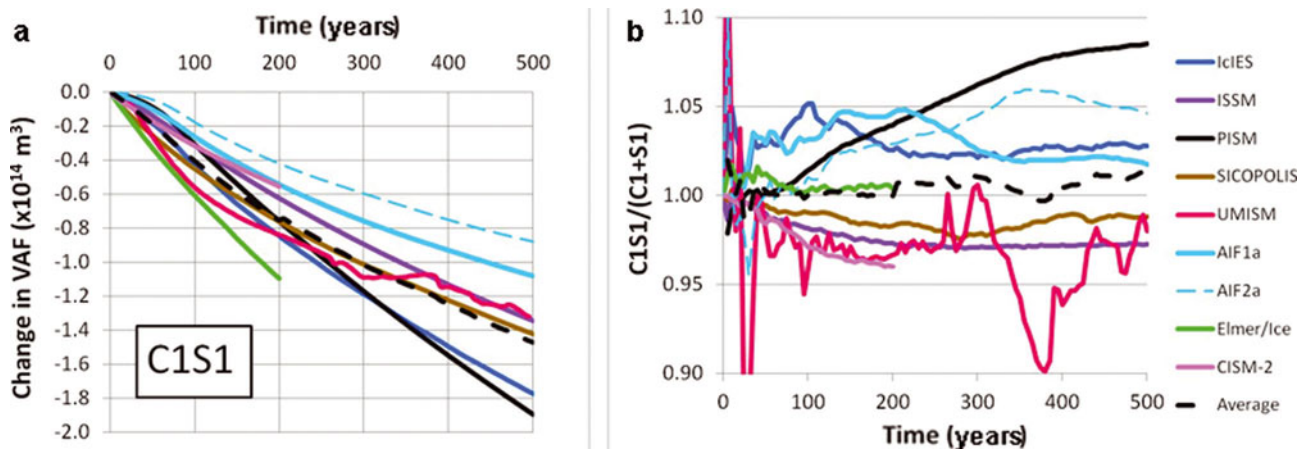 a
Time (years)
0 100 200 300 400 500
0.0
-0.2
-0.4
-0.6
-0.8
-1.0
-1.2
-1.4
-1.6
-1.8
-2.0
Change in VAF (x10¹⁴ m³)
C1S1
b
1.10
1.05
1.00
0.95
0.90
C1S1/(C1+S1)
0 100 200 300 400 500
Time (years)
IcIES
ISSM
PISM
SICOPOLIS
UMISM
AIF1a
AIF2a
Elmer/Ice
CISM-2
Average